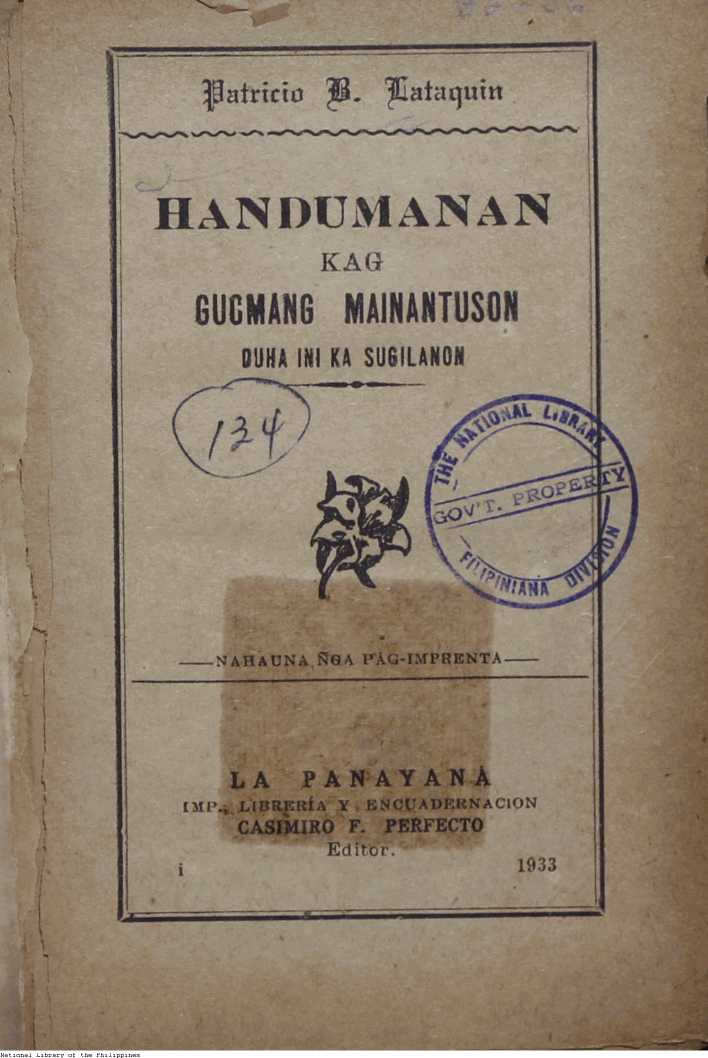 Patricio B. Lataquin
HANDUMANAN
KAG
GUGMANG MAINANTUSON
DUHA INI KA SUGILANON
134
THE NATIONAL LIBRARY
GOV'T. PROPERTY
FILIPINIANA DIVISION
NAHAUNA ÑGA PAG-IMPRENTA
LA PANAYANA
IMP., LIBRERÍA Y ENCUADERNACION
CASIMIRO F. PERFECTO
Editor.
i 1933
National Library of the Philippines